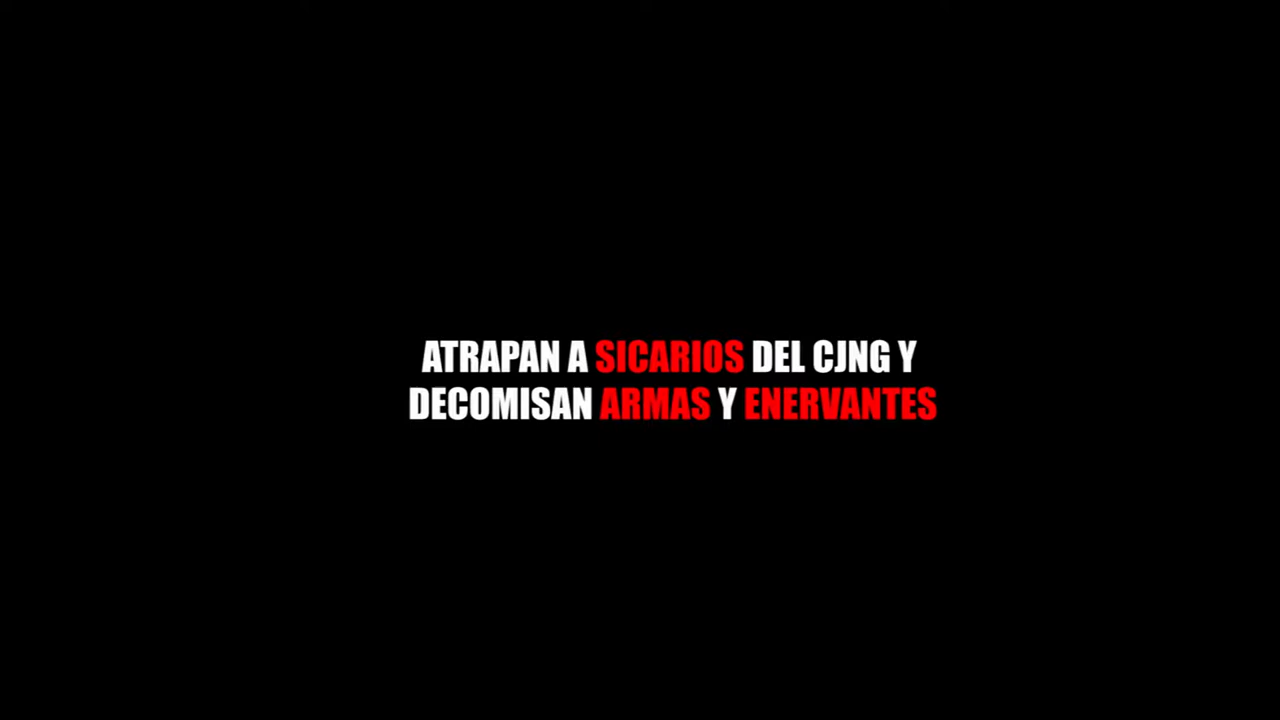 ATRAPAN A SICARIOS DEL CJNG Y
DECOMISAN ARMAS Y ENERVANTES